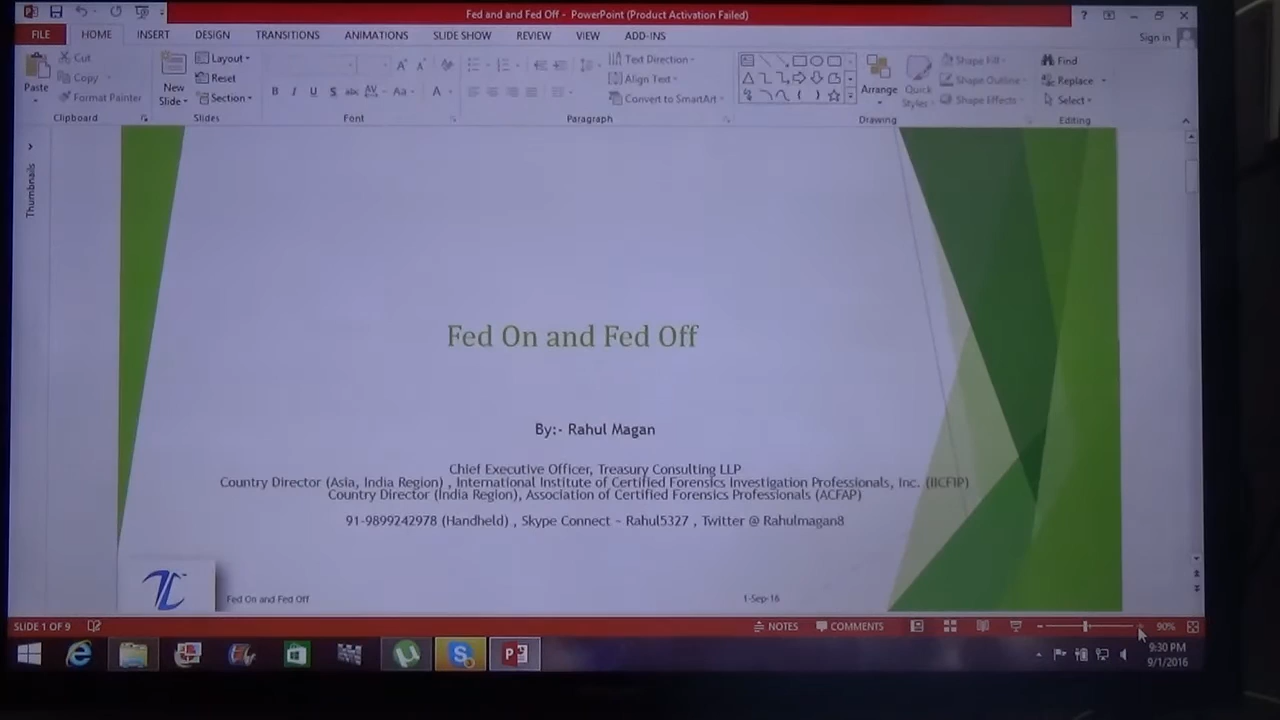 Fed and and Fed Off - PowerPoint (Product Activation Failed)
?
FILE HOME INSERT DESIGN TRANSITIONS ANIMATIONS SLIDE SHOW REVIEW VIEW ADD-INS Sign in
Paste
Cut
Copy
Format Painter
Clipboard
New
Slide
Layout
Reset
Section
Slides
B I U S abc AV Aa A
Font
Text Direction
Align Text
Convert to SmartArt
Paragraph
Arrange
Quick
Styles
Shape Fill
Shape Outline
Shape Effects
Drawing
Find
Replace
Select
Editing
Thumbnails
Fed On and Fed Off
By:- Rahul Magan
Chief Executive Officer, Treasury Consulting LLP
Country Director (Asia, India Region) , International Institute of Certified Forensics Investigation Professionals, Inc. (IICFIP)
Country Director (India Region), Association of Certified Forensics Professionals (ACFAP)
91-9899242978 (Handheld) , Skype Connect – Rahul5327 , Twitter @ Rahulmagan8
TC
Fed On and Fed Off 1-Sep-16
SLIDE 1 OF 9 NOTES COMMENTS 90%
9:30 PM
9/1/2016